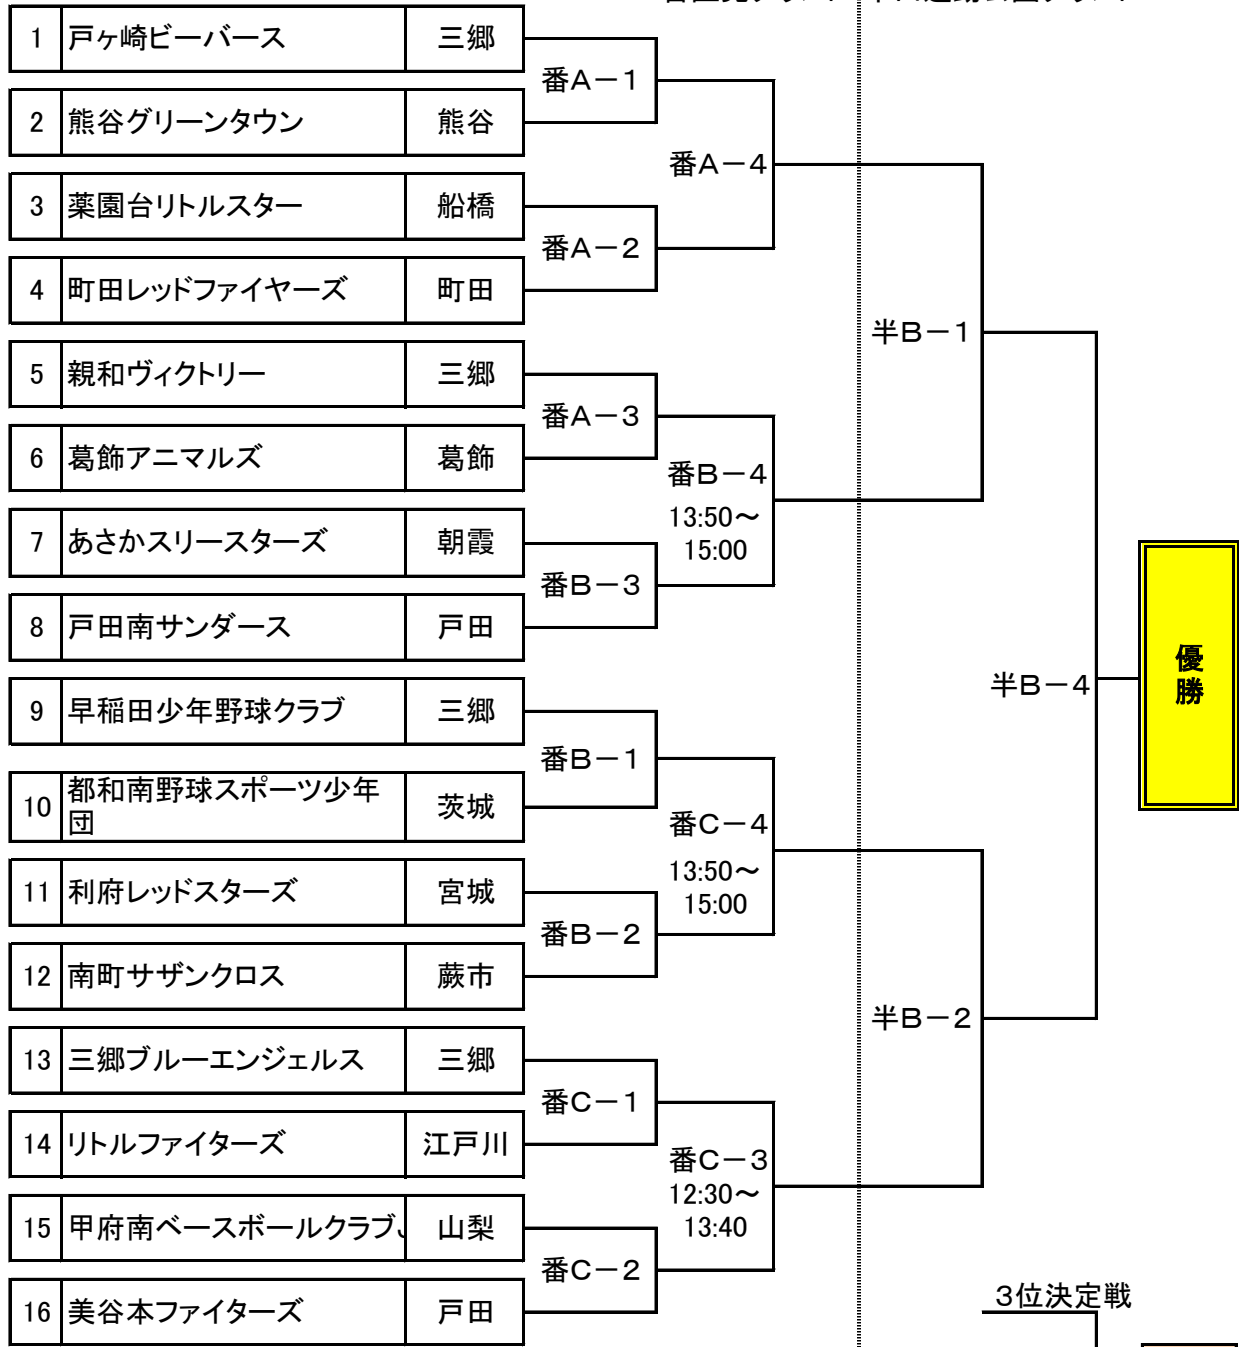 1 戸ヶ崎ビーバース 三郷
番A－1
2 熊谷グリーンタウン 熊谷
番A－4
3 薬園台リトルスター 船橋
番A－2
4 町田レッドファイヤーズ 町田
半B－1
5 親和ヴィクトリー 三郷
番A－3
6 葛飾アニマルズ 葛飾
番B－4
13:50～
15:00
7 あさかスリースターズ 朝霞
番B－3
8 戸田南サンダース 戸田
優勝
半B－4
9 早稲田少年野球クラブ 三郷
番B－1
10 都和南野球スポーツ少年
団
茨城
番C－4
13:50～
15:00
11 利府レッドスターズ 宮城
番B－2
12 南町サザンクロス 蕨市
半B－2
13 三郷ブルーエンジェルス 三郷
番C－1
14 リトルファイターズ 江戸川
番C－3
12:30～
13:40
15 甲府南ベースボールクラブ 山梨
番C－2
16 美谷本ファイターズ 戸田
3位決定戦